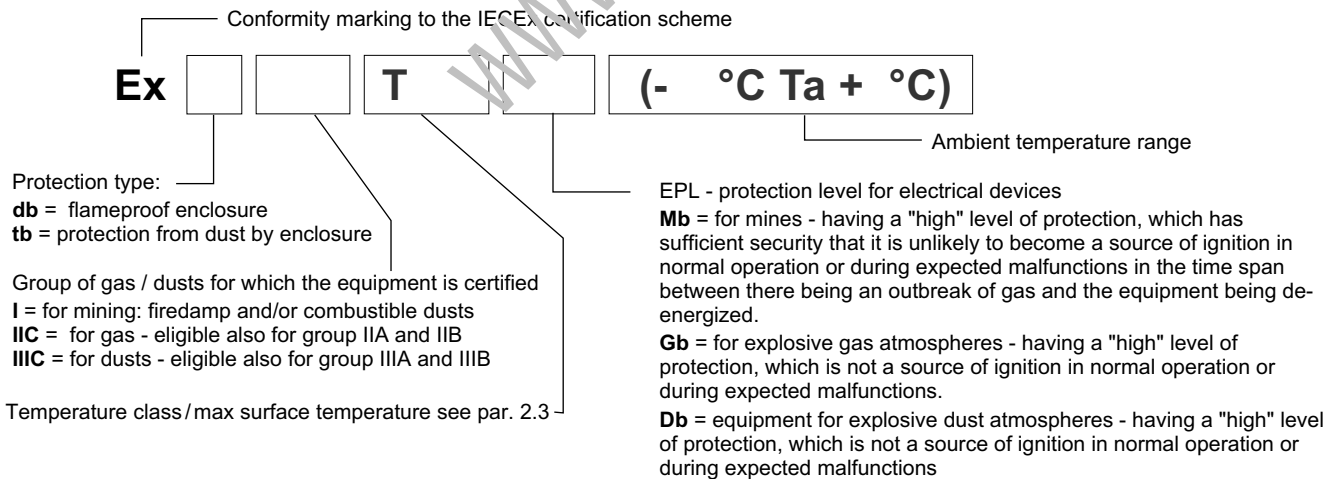 Conformity marking to the IECEx certification scheme
Ex T (- °C Ta + °C)
Ambient temperature range
Protection type:
db = flameproof enclosure
tb = protection from dust by enclosure
Group of gas / dusts for which the equipment is certified
I = for mining: firedamp and/or combustible dusts
IIC = for gas - eligible also for group IIA and IIB
IIIC = for dusts - eligible also for group IIIA and IIIB
Temperature class/max surface temperature see par. 2.3
EPL - protection level for electrical devices
Mb = for mines - having a "high" level of protection, which has
sufficient security that it is unlikely to become a source of ignition in
normal operation or during expected malfunctions in the time span
between there being an outbreak of gas and the equipment being de-
energized.
Gb = for explosive gas atmospheres - having a "high" level of
protection, which is not a source of ignition in normal operation or
during expected malfunctions.
Db = equipment for explosive dust atmospheres - having a "high" level
of protection, which is not a source of ignition in normal operation or
during expected malfunctions